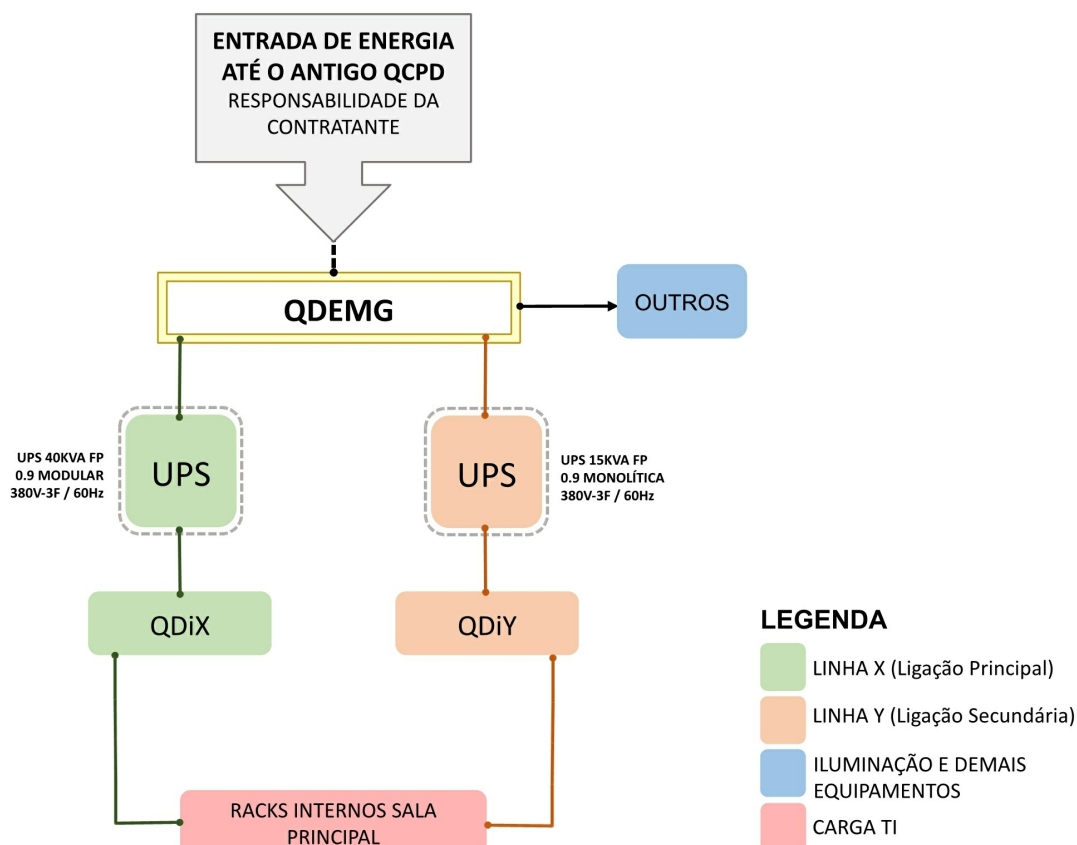 ENTRADA DE ENERGIA
ATÉ O ANTIGO QCPD
RESPONSABILIDADE DA
CONTRATANTE
QDEMG
OUTROS
UPS 40KVA FP
0.9 MODULAR
380V-3F / 60Hz
UPS
UPS
UPS 15KVA FP
0.9 MONOLÍTICA
380V-3F / 60Hz
QDiX
QDiY
RACKS INTERNOS SALA
PRINCIPAL
LEGENDA
LINHA X (Ligação Principal)
LINHA Y (Ligação Secundária)
ILUMINAÇÃO E DEMAIS
EQUIPAMENTOS
CARGA TI